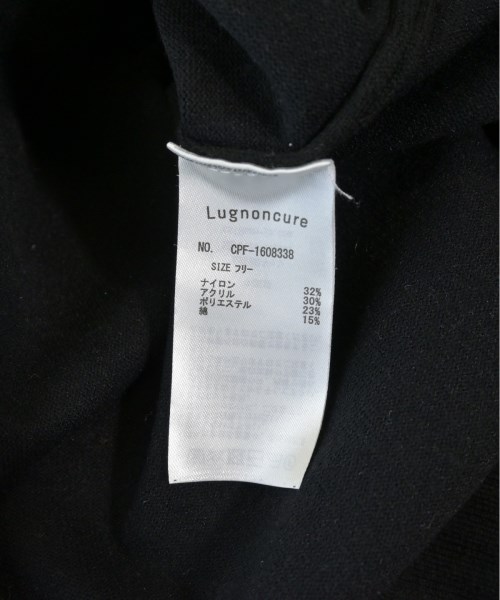 Lugnoncure
NO. CPF-1608338
SIZE フリー
ナイロン 32%
アクリル 30%
ポリエステル 23%
綿 15%